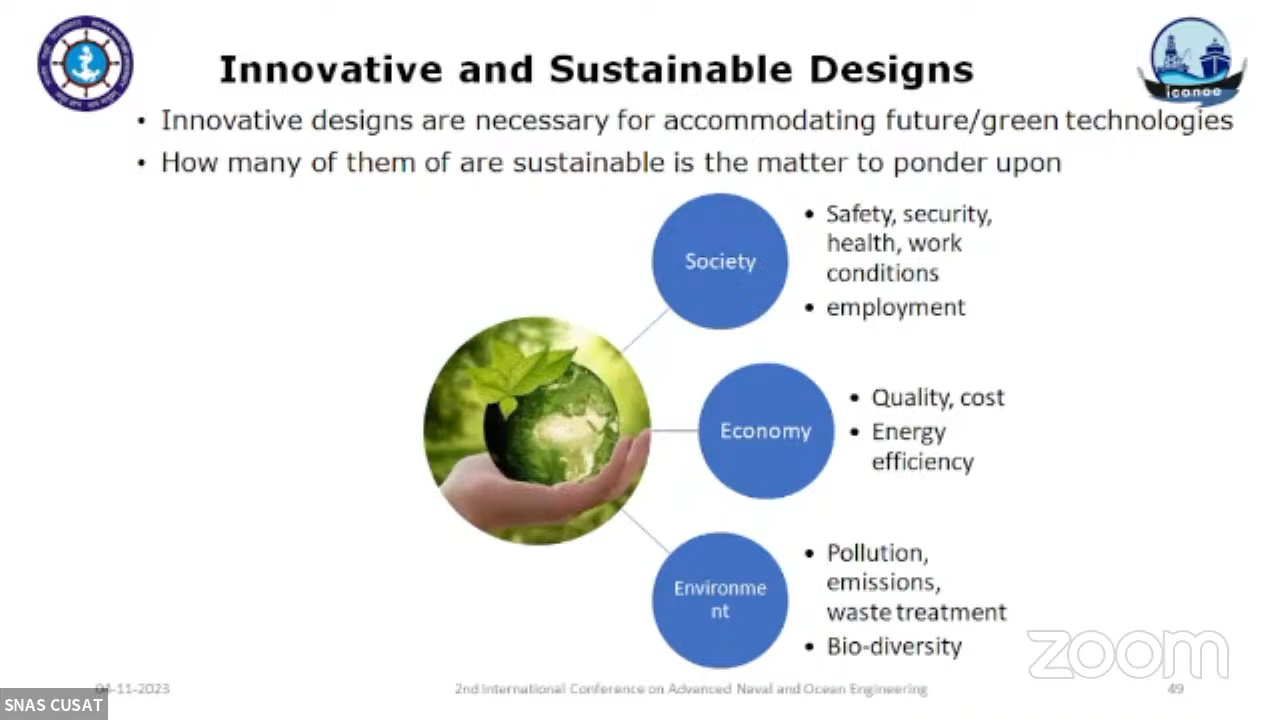 Innovative and Sustainable Designs
iconoe
• Innovative designs are necessary for accommodating future/green technologies
• How many of them of are sustainable is the matter to ponder upon
Society
• Safety, security,
health, work
conditions
• employment
Economy
• Quality, cost
• Energy
efficiency
Environme
nt
• Pollution,
emissions,
waste treatment
• Bio-diversity
zoom
04-11-2023
2nd International Conference on Advanced Naval and Ocean Engineering
49
SNAS CUSAT